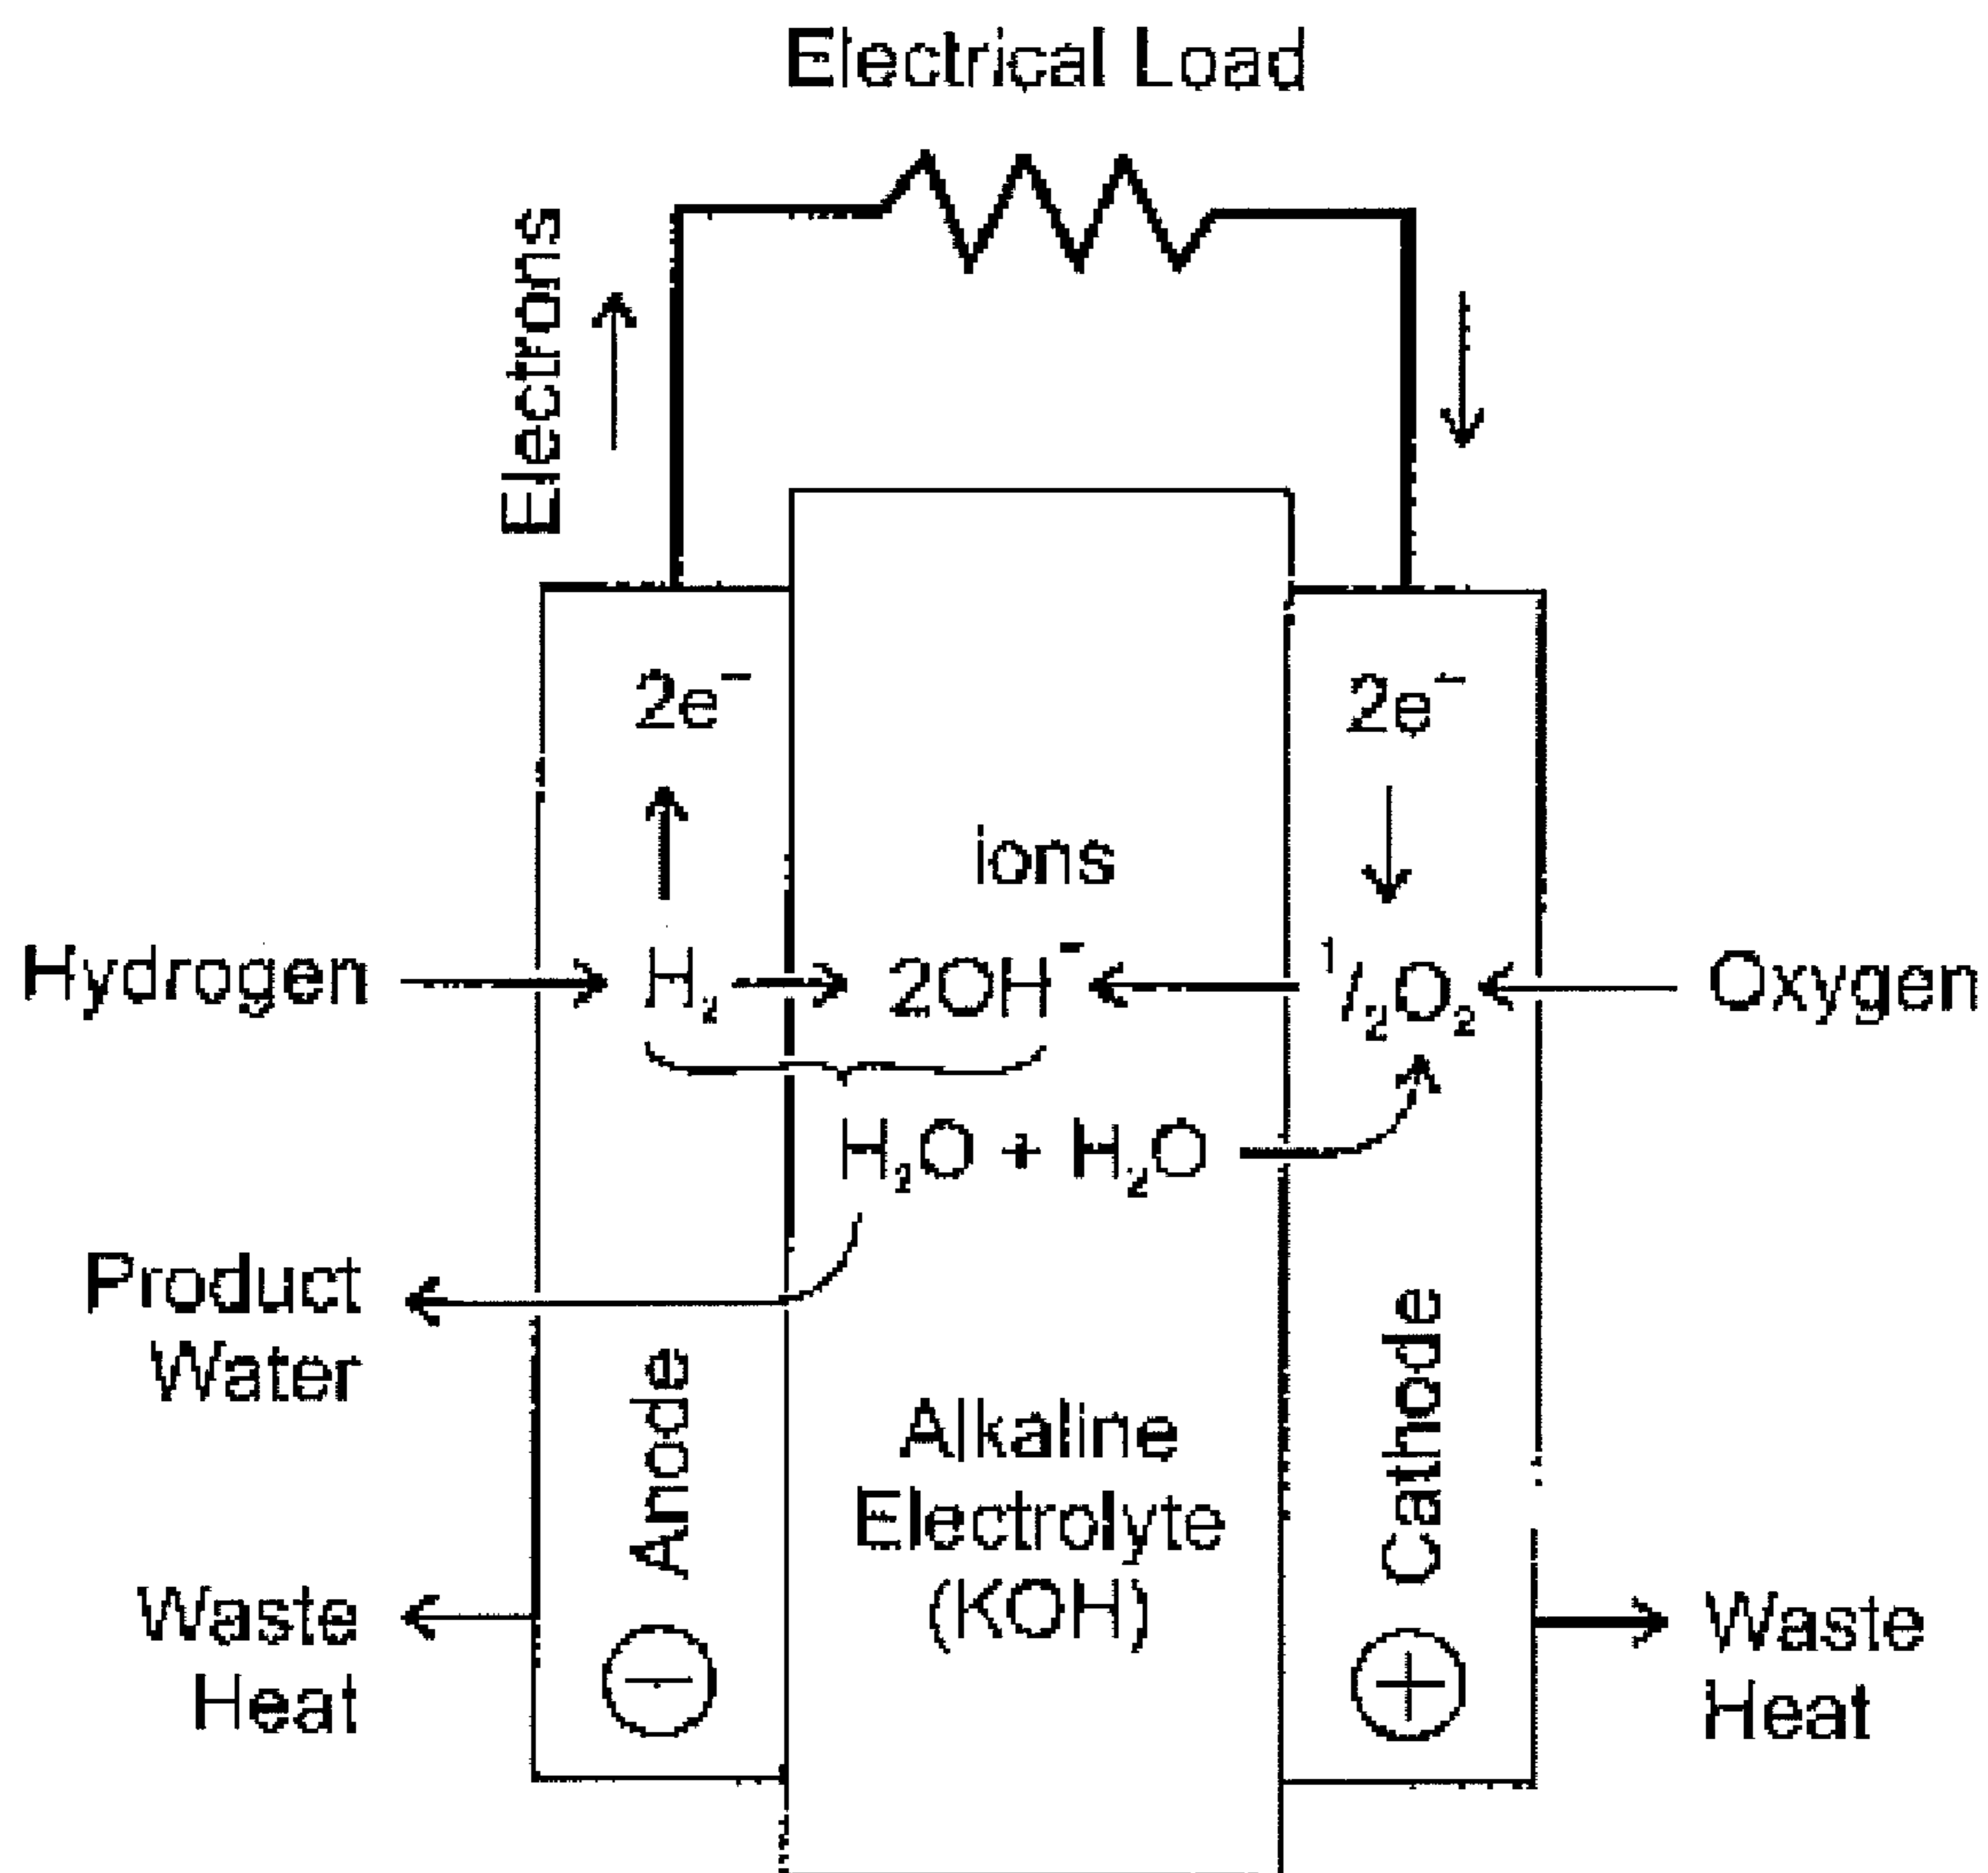 Electrical Load
Electrons
2e⁻
2e⁻
ions
Hydrogen
H₂
2OH⁻
¹/₂O₂
Oxygen
H₂O + H₂O
Product
Water
Anode
Cathode
Alkaline
Electrolyte
(KOH)
Waste
Heat
−
+
Waste
Heat